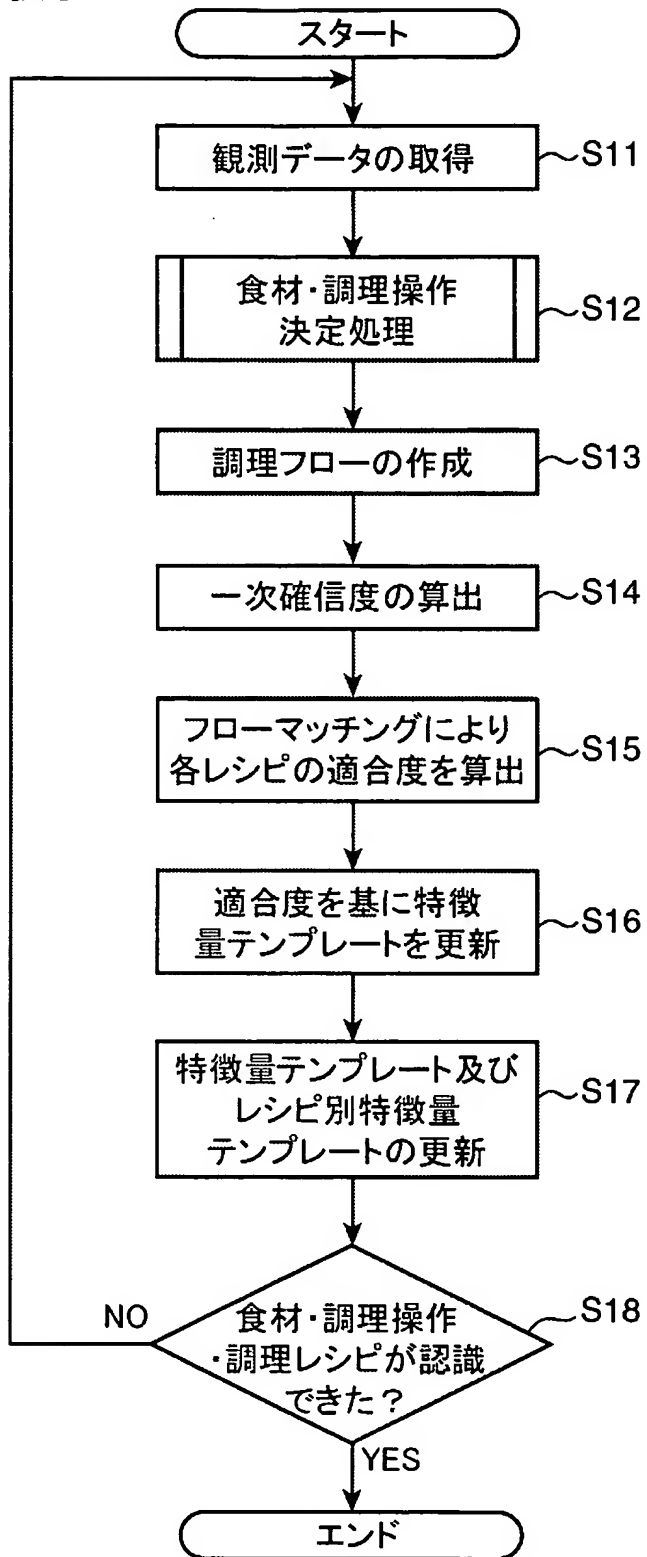 スタート
観測データの取得
S11
食材・調理操作
決定処理
S12
調理フローの作成
S13
一次確信度の算出
S14
フローマッチングにより
各レシピの適合度を算出
S15
適合度を基に特徴
量テンプレートを更新
S16
特徴量テンプレート及び
レシピ別特徴量
テンプレートの更新
S17
NO
食材・調理操作
・調理レシピが認識
できた？
S18
YES
エンド